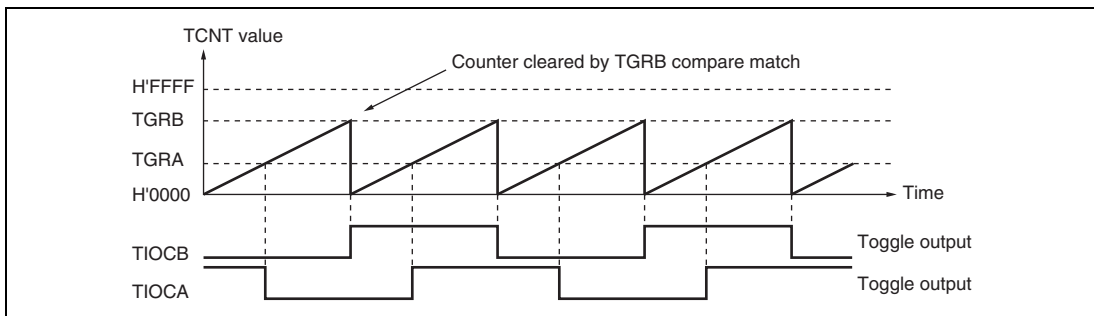 TCNT value
Counter cleared by TGRB compare match
H'FFFF
TGRB
TGRA
H'0000
Time
TIOCB
Toggle output
TIOCA
Toggle output